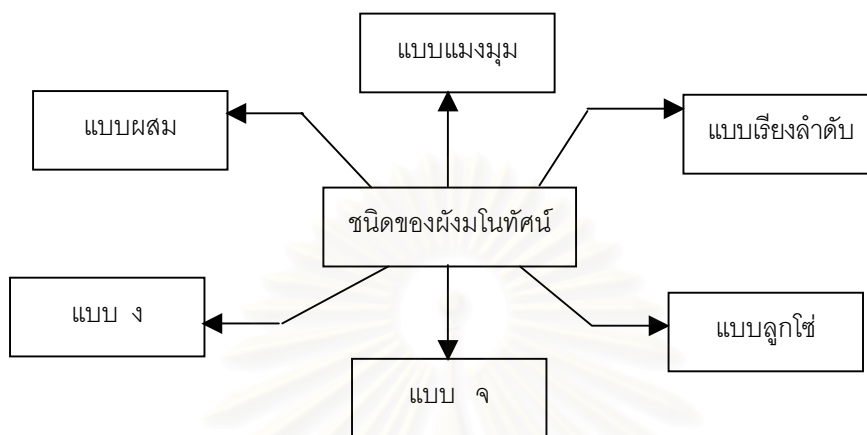 แบบแมงมุม
แบบผสม
แบบเรียงลำดับ
ชนิดของผังมโนทัศน์
แบบ ง
แบบลูกโซ่
แบบ จ